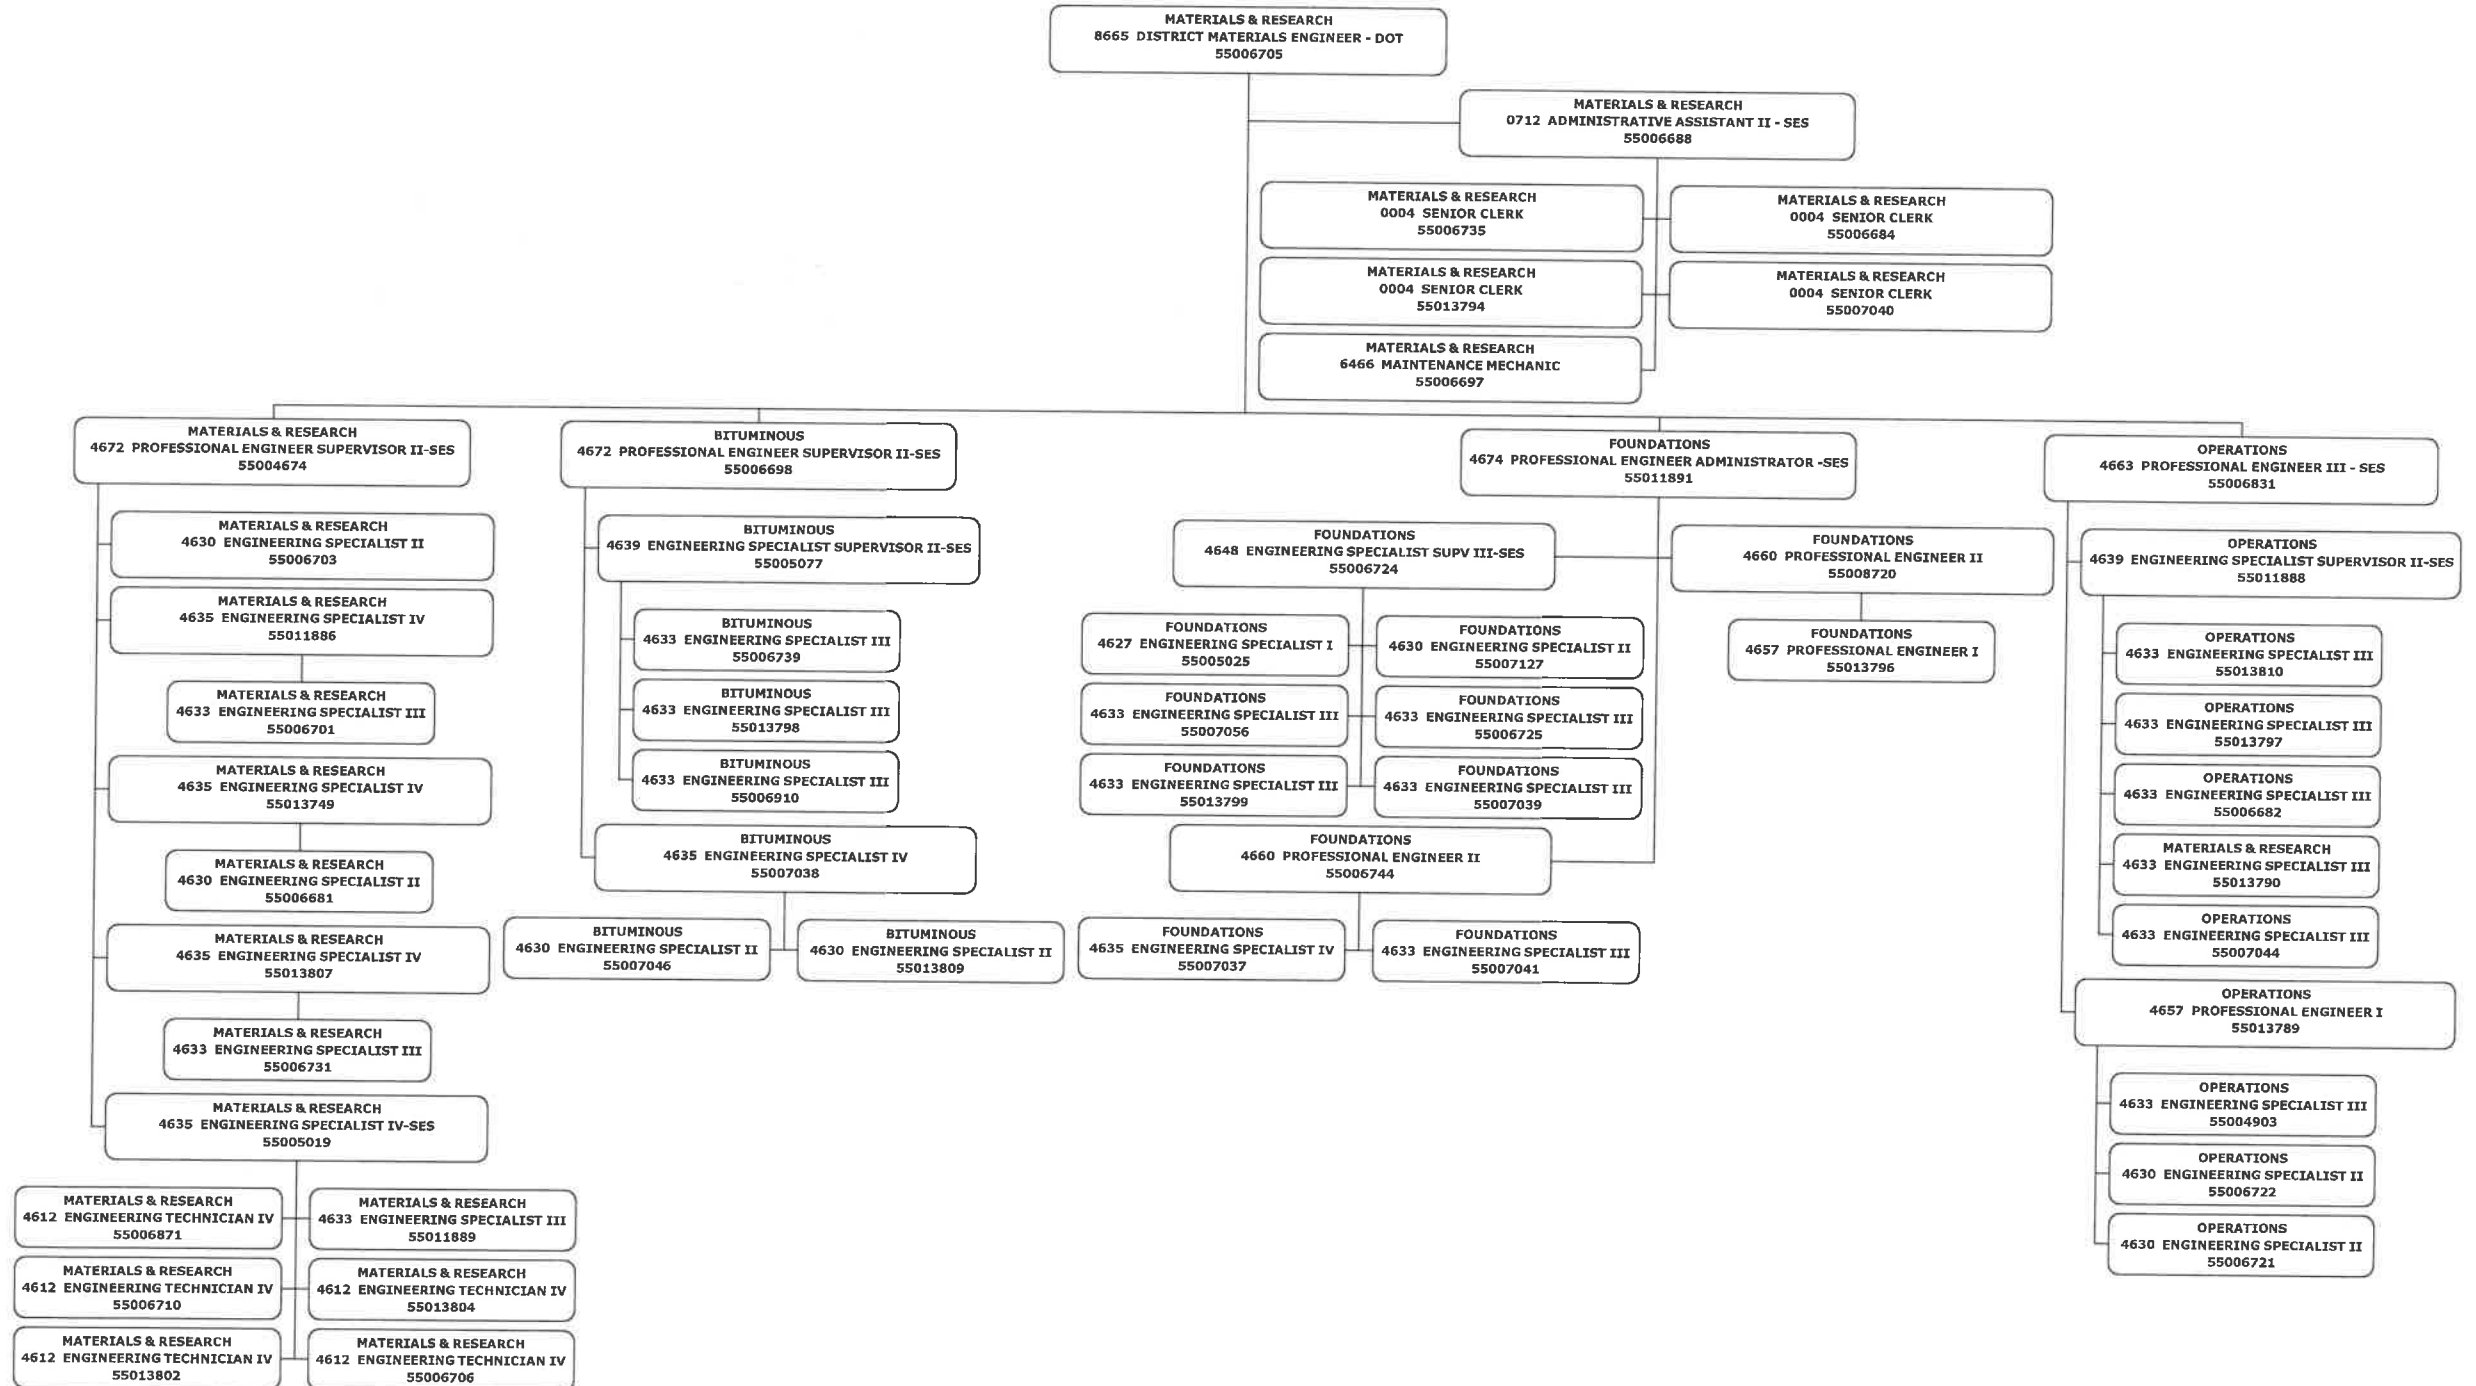 MATERIALS & RESEARCH
8665 DISTRICT MATERIALS ENGINEER - DOT
55006705
MATERIALS & RESEARCH
0712 ADMINISTRATIVE ASSISTANT II - SES
55006688
MATERIALS & RESEARCH
0004 SENIOR CLERK
55006735
MATERIALS & RESEARCH
0004 SENIOR CLERK
55006684
MATERIALS & RESEARCH
0004 SENIOR CLERK
55013794
MATERIALS & RESEARCH
0004 SENIOR CLERK
55007040
MATERIALS & RESEARCH
6466 MAINTENANCE MECHANIC
55006697
MATERIALS & RESEARCH
4672 PROFESSIONAL ENGINEER SUPERVISOR II-SES
55004674
MATERIALS & RESEARCH
4630 ENGINEERING SPECIALIST II
55006703
MATERIALS & RESEARCH
4635 ENGINEERING SPECIALIST IV
55011886
MATERIALS & RESEARCH
4633 ENGINEERING SPECIALIST III
55006701
MATERIALS & RESEARCH
4635 ENGINEERING SPECIALIST IV
55013749
MATERIALS & RESEARCH
4630 ENGINEERING SPECIALIST II
55006681
MATERIALS & RESEARCH
4635 ENGINEERING SPECIALIST IV
55013807
MATERIALS & RESEARCH
4633 ENGINEERING SPECIALIST III
55006731
MATERIALS & RESEARCH
4635 ENGINEERING SPECIALIST IV-SES
55005019
MATERIALS & RESEARCH
4612 ENGINEERING TECHNICIAN IV
55006871
MATERIALS & RESEARCH
4633 ENGINEERING SPECIALIST III
55011889
MATERIALS & RESEARCH
4612 ENGINEERING TECHNICIAN IV
55006710
MATERIALS & RESEARCH
4612 ENGINEERING TECHNICIAN IV
55013804
MATERIALS & RESEARCH
4612 ENGINEERING TECHNICIAN IV
55013802
MATERIALS & RESEARCH
4612 ENGINEERING TECHNICIAN IV
55006706
BITUMINOUS
4672 PROFESSIONAL ENGINEER SUPERVISOR II-SES
55006698
BITUMINOUS
4639 ENGINEERING SPECIALIST SUPERVISOR II-SES
55005077
BITUMINOUS
4633 ENGINEERING SPECIALIST III
55006739
BITUMINOUS
4633 ENGINEERING SPECIALIST III
55013798
BITUMINOUS
4633 ENGINEERING SPECIALIST III
55006910
BITUMINOUS
4635 ENGINEERING SPECIALIST IV
55007038
BITUMINOUS
4630 ENGINEERING SPECIALIST II
55007046
BITUMINOUS
4630 ENGINEERING SPECIALIST II
55013809
FOUNDATIONS
4674 PROFESSIONAL ENGINEER ADMINISTRATOR -SES
55011891
FOUNDATIONS
4648 ENGINEERING SPECIALIST SUPV III-SES
55006724
FOUNDATIONS
4660 PROFESSIONAL ENGINEER II
55008720
FOUNDATIONS
4627 ENGINEERING SPECIALIST I
55005025
FOUNDATIONS
4630 ENGINEERING SPECIALIST II
55007127
FOUNDATIONS
4657 PROFESSIONAL ENGINEER I
55013796
FOUNDATIONS
4633 ENGINEERING SPECIALIST III
55007056
FOUNDATIONS
4633 ENGINEERING SPECIALIST III
55006725
FOUNDATIONS
4633 ENGINEERING SPECIALIST III
55013799
FOUNDATIONS
4633 ENGINEERING SPECIALIST III
55007039
FOUNDATIONS
4660 PROFESSIONAL ENGINEER II
55006744
FOUNDATIONS
4635 ENGINEERING SPECIALIST IV
55007037
FOUNDATIONS
4633 ENGINEERING SPECIALIST III
55007041
OPERATIONS
4663 PROFESSIONAL ENGINEER III - SES
55006831
OPERATIONS
4639 ENGINEERING SPECIALIST SUPERVISOR II-SES
55011888
OPERATIONS
4633 ENGINEERING SPECIALIST III
55013810
OPERATIONS
4633 ENGINEERING SPECIALIST III
55013797
OPERATIONS
4633 ENGINEERING SPECIALIST III
55006682
MATERIALS & RESEARCH
4633 ENGINEERING SPECIALIST III
55013790
OPERATIONS
4633 ENGINEERING SPECIALIST III
55007044
OPERATIONS
4657 PROFESSIONAL ENGINEER I
55013789
OPERATIONS
4633 ENGINEERING SPECIALIST III
55004903
OPERATIONS
4630 ENGINEERING SPECIALIST II
55006722
OPERATIONS
4630 ENGINEERING SPECIALIST II
55006721